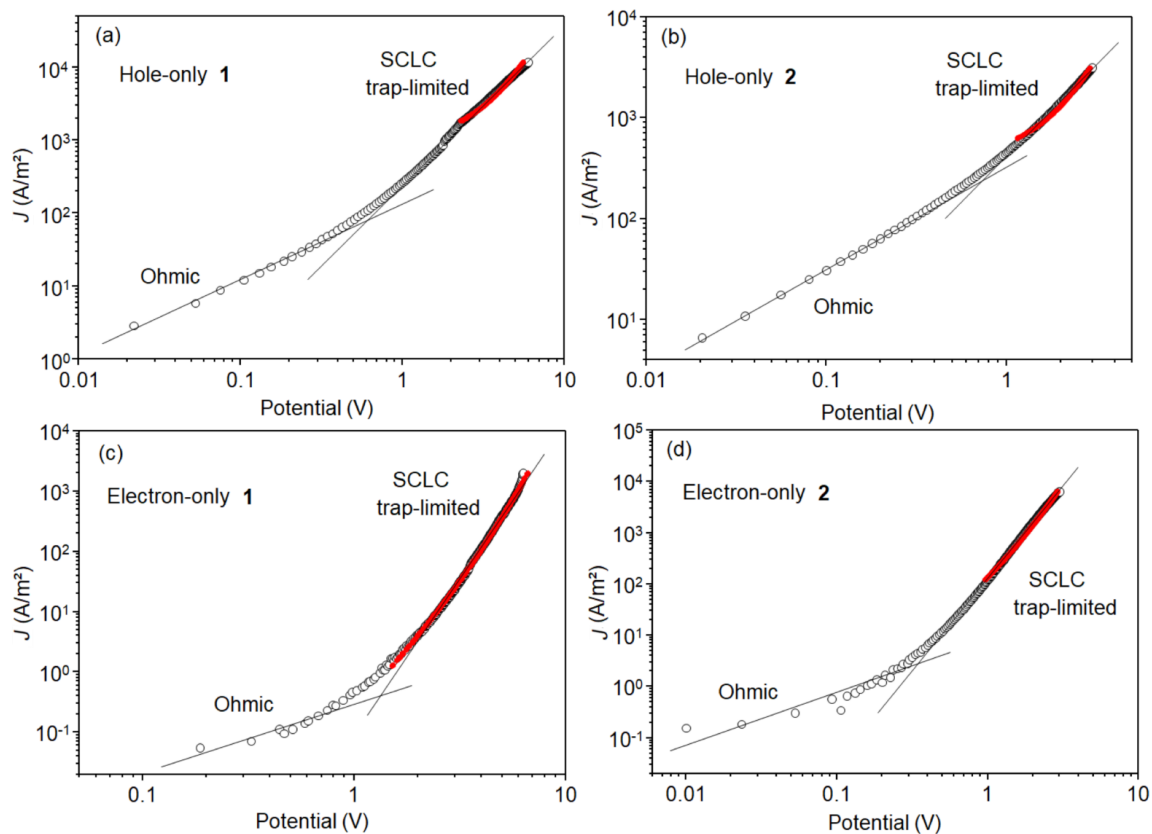 (a)
Hole-only 1
SCLC
trap-limited
Ohmic
J (A/m²)
10⁴
10³
10²
10¹
10⁰
0.01
0.1
1
10
Potential (V)
(b)
Hole-only 2
SCLC
trap-limited
Ohmic
J (A/m²)
10⁴
10³
10²
10¹
0.01
0.1
1
Potential (V)
(c)
Electron-only 1
SCLC
trap-limited
Ohmic
J (A/m²)
10⁴
10³
10²
10¹
10⁰
10⁻¹
0.1
1
10
Potential (V)
(d)
Electron-only 2
SCLC
trap-limited
Ohmic
J (A/m²)
10⁵
10⁴
10³
10²
10¹
10⁰
10⁻¹
0.01
0.1
1
10
Potential (V)